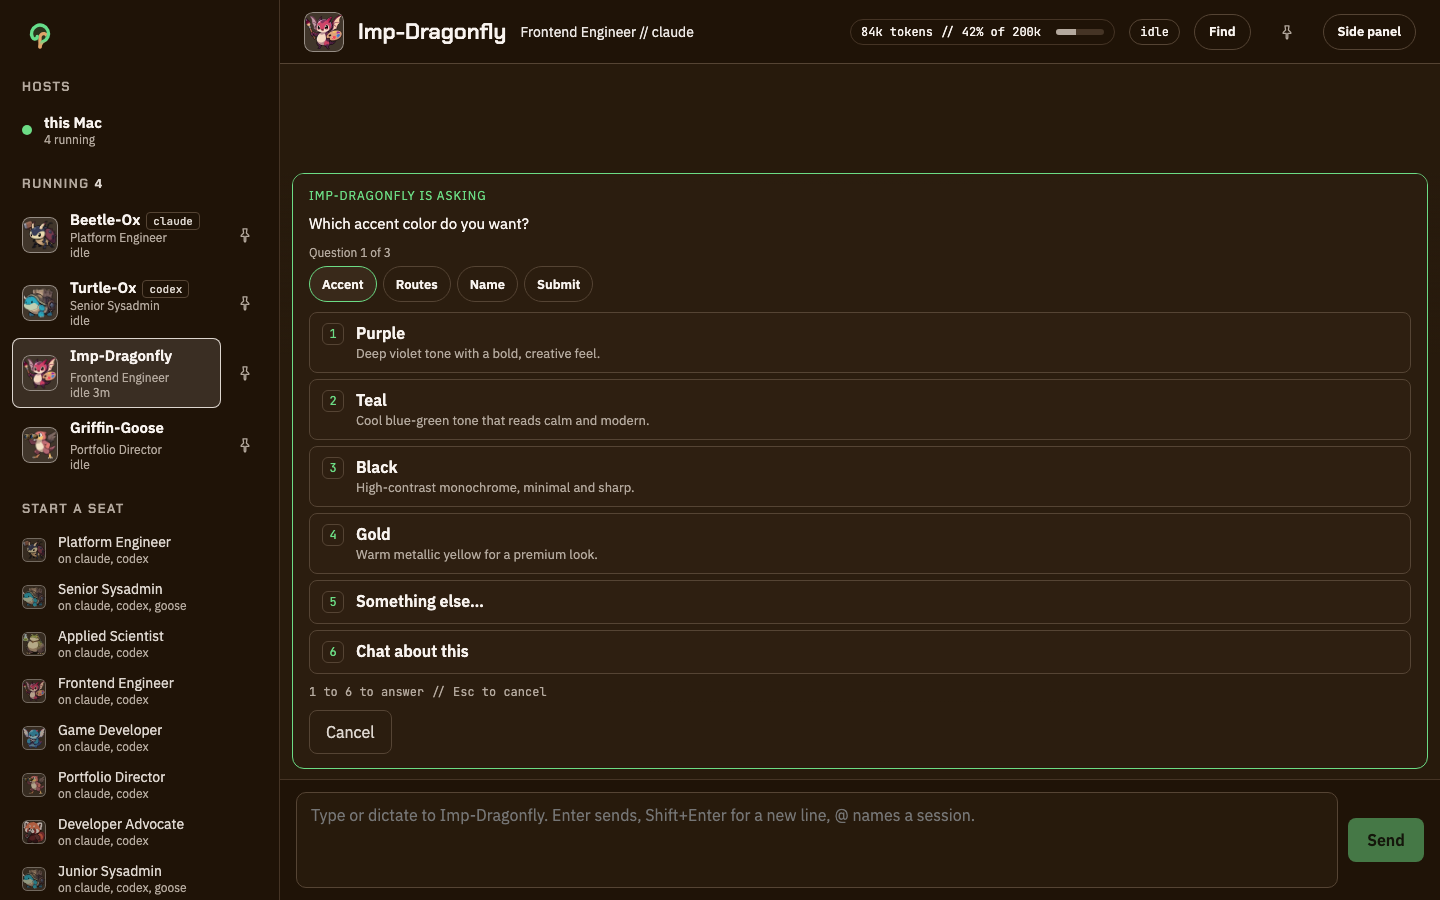 HOSTS
this Mac
4 running
RUNNING 4
Beetle-Ox claude
Platform Engineer
idle
Turtle-Ox codex
Senior Sysadmin
idle
Imp-Dragonfly
Frontend Engineer
idle 3m
Griffin-Goose
Portfolio Director
idle
START A SEAT
Platform Engineer
on claude, codex
Senior Sysadmin
on claude, codex, goose
Applied Scientist
on claude, codex
Frontend Engineer
on claude, codex
Game Developer
on claude, codex
Portfolio Director
on claude, codex
Developer Advocate
on claude, codex
Junior Sysadmin
on claude, codex, goose
Imp-Dragonfly Frontend Engineer // claude
84k tokens // 42% of 200k idle Find Side panel
IMP-DRAGONFLY IS ASKING
Which accent color do you want?
Question 1 of 3
Accent Routes Name Submit
1 Purple
Deep violet tone with a bold, creative feel.
2 Teal
Cool blue-green tone that reads calm and modern.
3 Black
High-contrast monochrome, minimal and sharp.
4 Gold
Warm metallic yellow for a premium look.
5 Something else...
6 Chat about this
1 to 6 to answer // Esc to cancel
Cancel
Type or dictate to Imp-Dragonfly. Enter sends, Shift+Enter for a new line, @ names a session.
Send